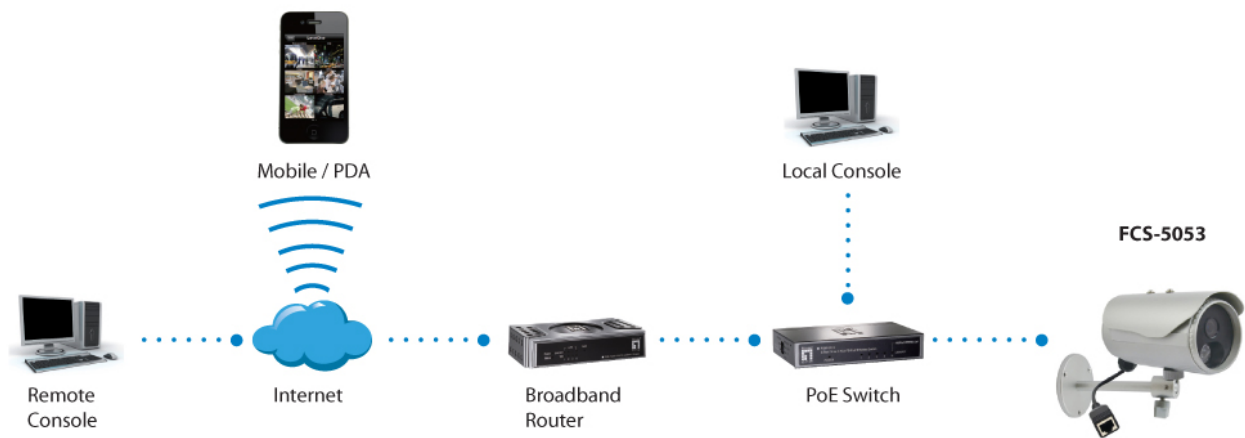 Mobile / PDA
Local Console
FCS-5053
Remote
Console
Internet
Broadband
Router
PoE Switch